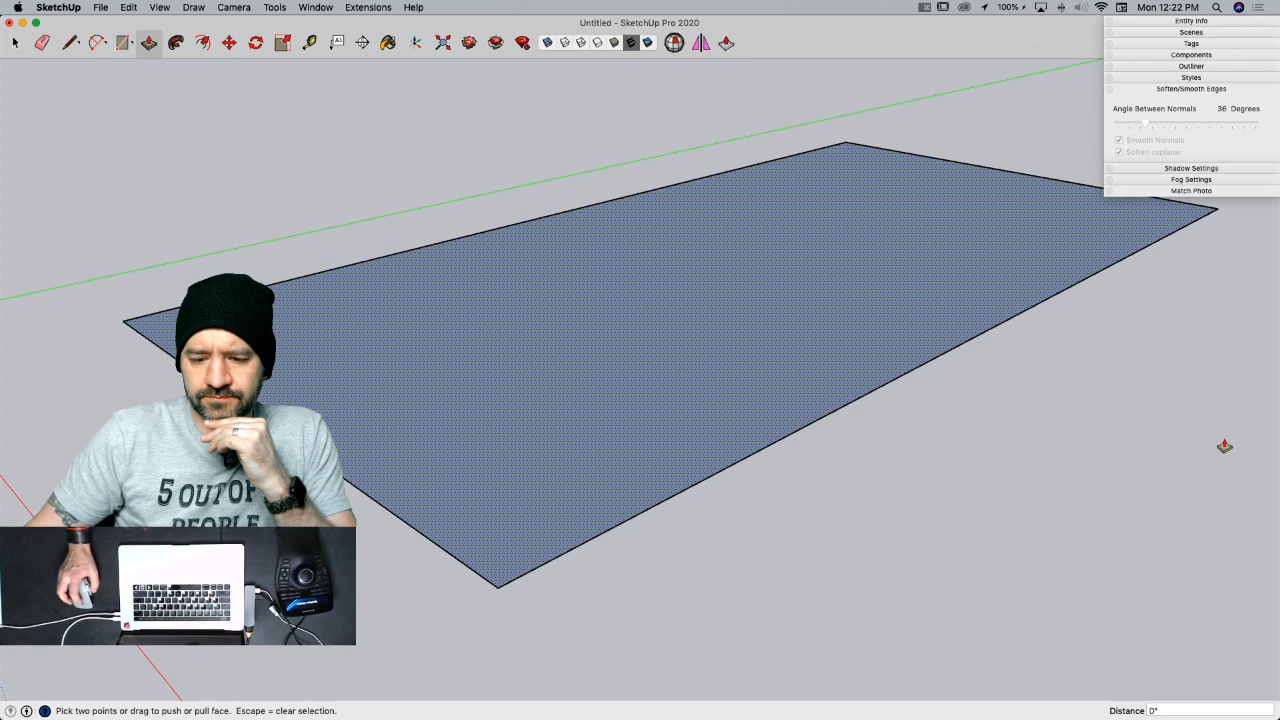 SketchUp File Edit View Camera Draw Tools Window Extensions Help 100% Mon 12:22 PM
Untitled - SketchUp Pro 2020
Entity Info
Scenes
Tags
Components
Outliner
Styles
Soften/Smooth Edges
Angle Between Normals 36 Degrees
Smooth Normals
Soften coplanar
Shadow Settings
Fog Settings
Match Photo
5 OUT OF
PEOPLE
Pick two points or drag to push or pull face. Escape = clear selection.
Distance 0"